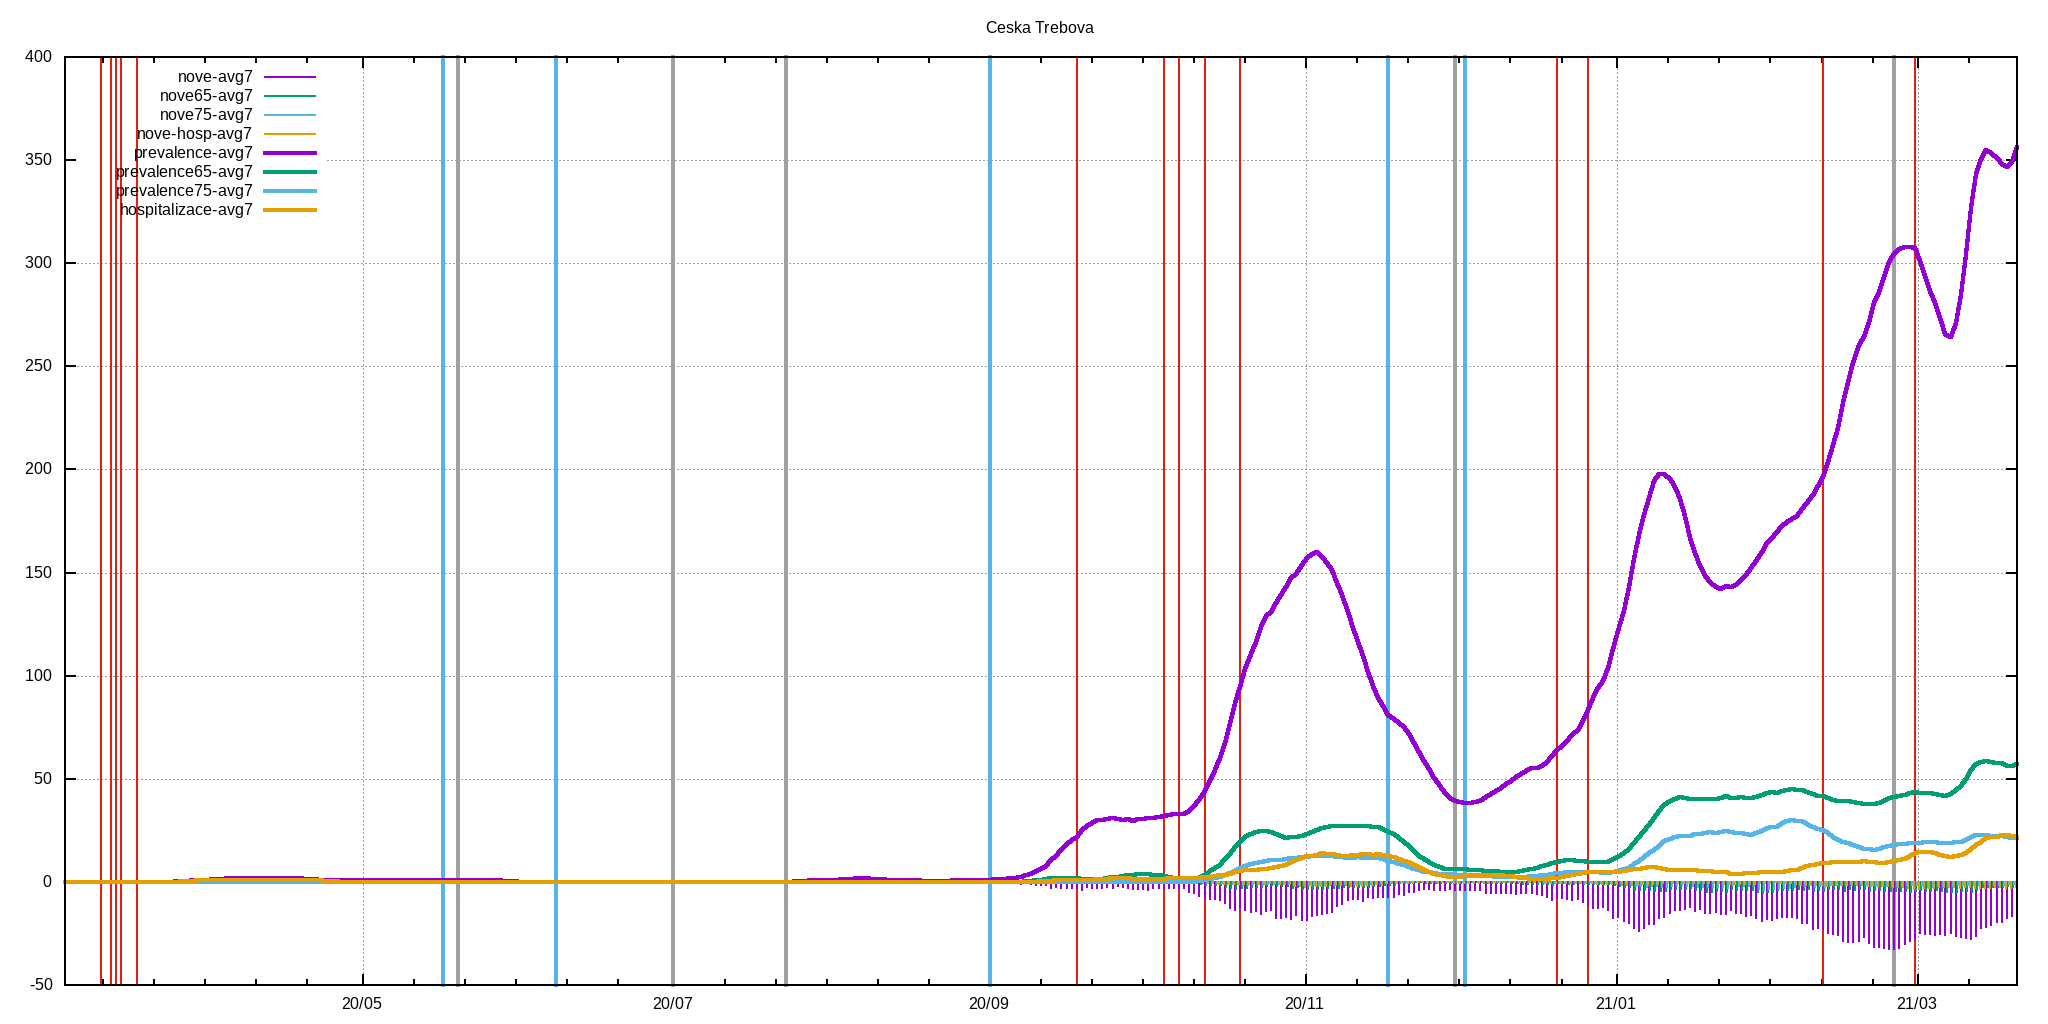 Ceska Trebova
400
350
300
250
200
150
100
50
0
-50
nove-avg7
nove65-avg7
nove75-avg7
nove-hosp-avg7
prevalence-avg7
prevalence65-avg7
prevalence75-avg7
hospitalizace-avg7
20/05
20/07
20/09
20/11
21/01
21/03